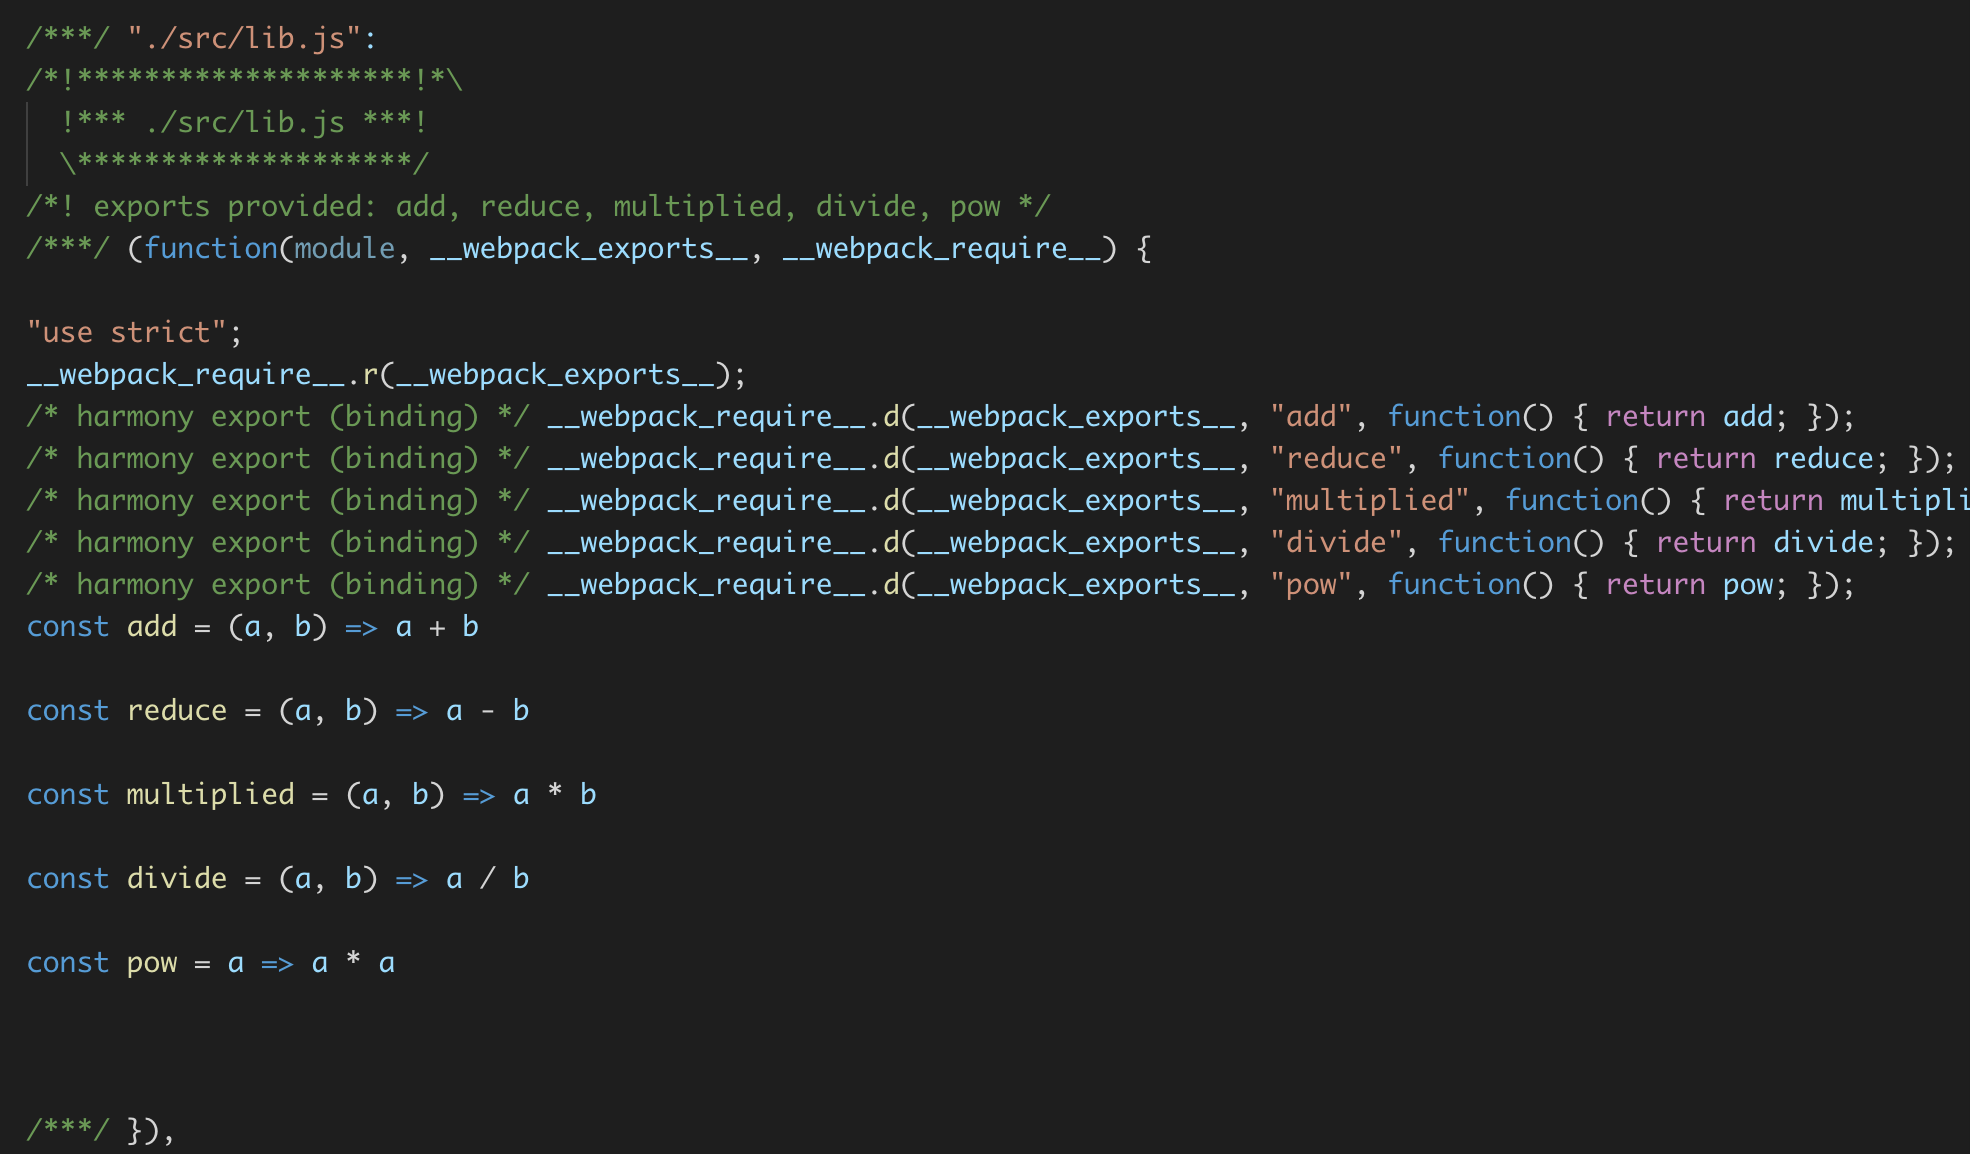 /***/ "./src/lib.js":
/*!********************!*\
  !*** ./src/lib.js ***!
  \********************/
/*! exports provided: add, reduce, multiplied, divide, pow */
/***/ (function(module, __webpack_exports__, __webpack_require__) {
"use strict";
__webpack_require__.r(__webpack_exports__);
/* harmony export (binding) */ __webpack_require__.d(__webpack_exports__, "add", function() { return add; });
/* harmony export (binding) */ __webpack_require__.d(__webpack_exports__, "reduce", function() { return reduce; });
/* harmony export (binding) */ __webpack_require__.d(__webpack_exports__, "multiplied", function() { return multipli
/* harmony export (binding) */ __webpack_require__.d(__webpack_exports__, "divide", function() { return divide; });
/* harmony export (binding) */ __webpack_require__.d(__webpack_exports__, "pow", function() { return pow; });
const add = (a, b) => a + b
const reduce = (a, b) => a - b
const multiplied = (a, b) => a * b
const divide = (a, b) => a / b
const pow = a => a * a
/***/ }),